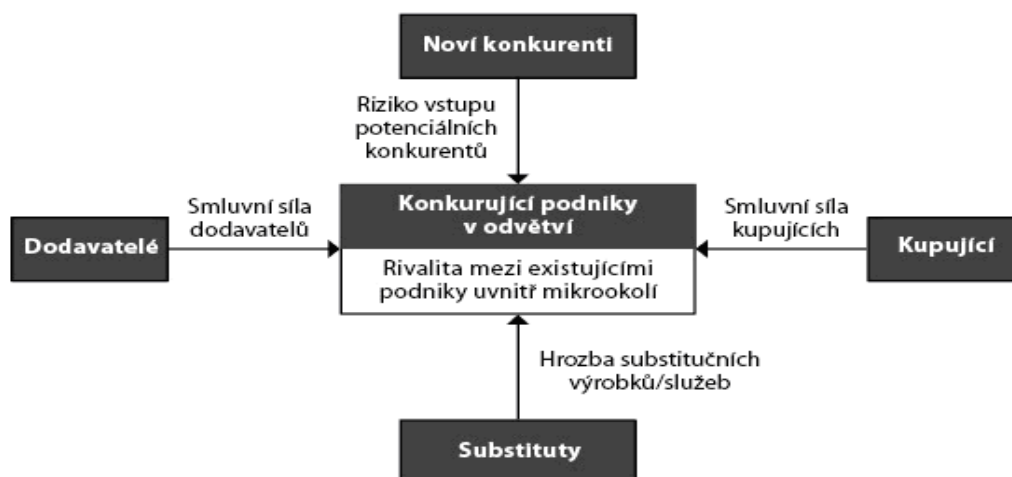 Noví konkurenti
Riziko vstupu
potenciálních
konkurentů
Dodavatelé
Smluvní síla
dodavatelů
Konkurující podniky
v odvětví
Rivalita mezi existujícími
podniky uvnitř mikrookolí
Smluvní síla
kupujících
Kupující
Hrozba substitučních
výrobků/služeb
Substituty